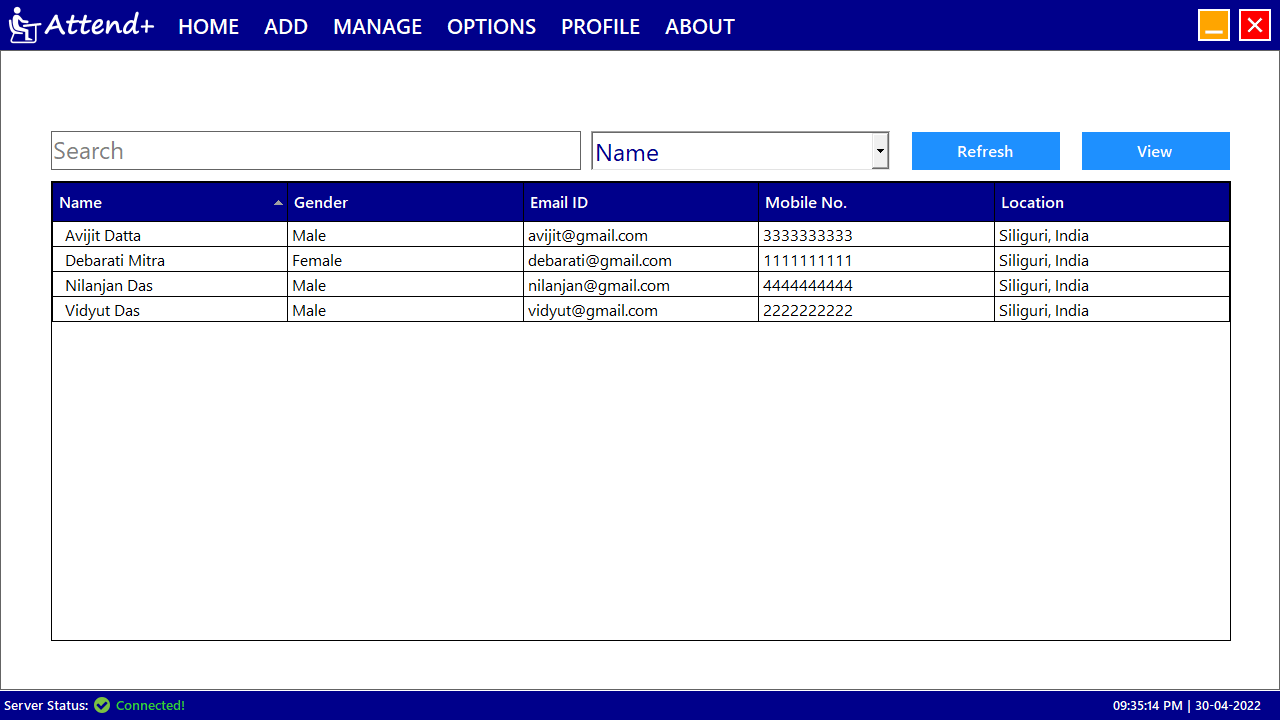 Attend+ HOME ADD MANAGE OPTIONS PROFILE ABOUT
Search Name Refresh View
Name Gender Email ID Mobile No. Location
Avijit Datta Male avijit@gmail.com 3333333333 Siliguri, India
Debarati Mitra Female debarati@gmail.com 1111111111 Siliguri, India
Nilanjan Das Male nilanjan@gmail.com 4444444444 Siliguri, India
Vidyut Das Male vidyut@gmail.com 2222222222 Siliguri, India
Server Status: Connected! 09:35:14 PM | 30-04-2022